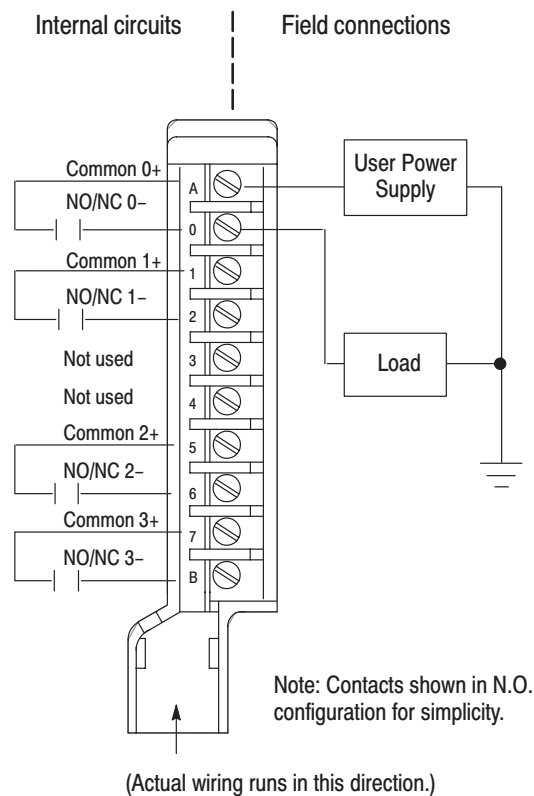 Internal circuits
Field connections
Common 0+
A
User Power
Supply
NO/NC 0–
0
Common 1+
1
NO/NC 1–
2
Not used
3
Load
Not used
4
Common 2+
5
NO/NC 2–
6
Common 3+
7
NO/NC 3–
B
Note: Contacts shown in N.O.
configuration for simplicity.
(Actual wiring runs in this direction.)